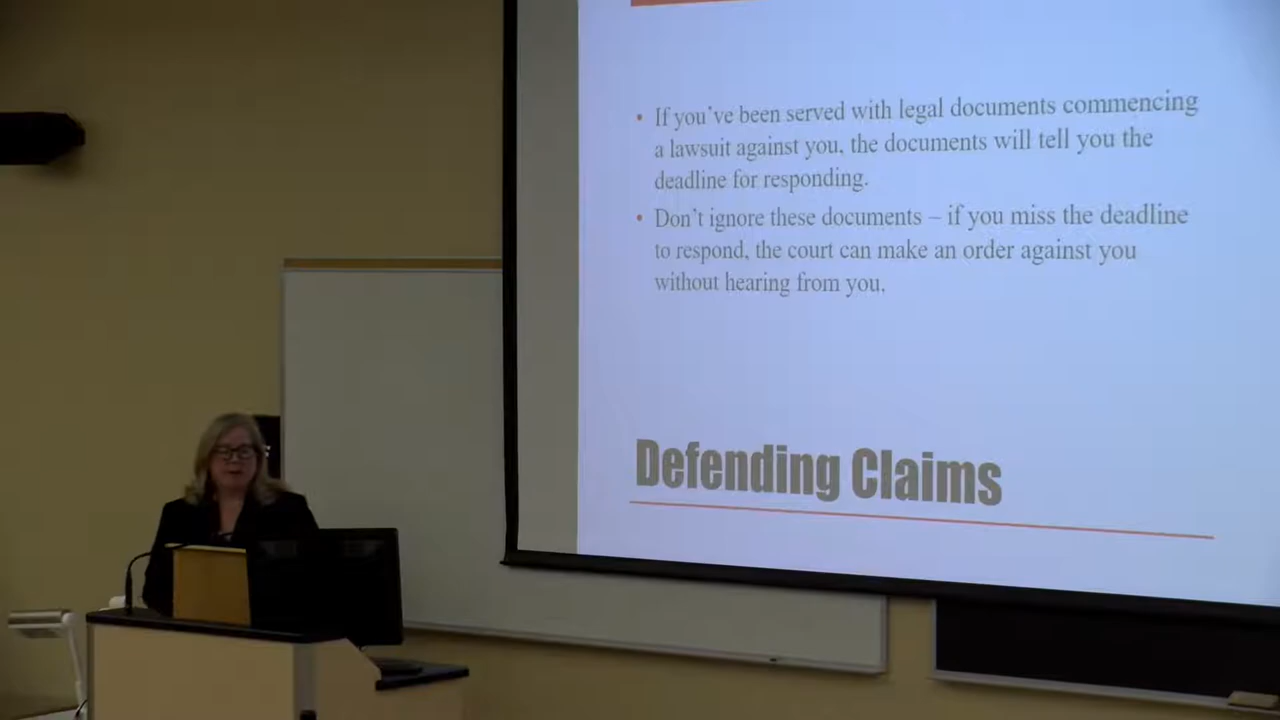 • If you've been served with legal documents commencing
a lawsuit against you, the documents will tell you the
deadline for responding.
• Don't ignore these documents – if you miss the deadline
to respond, the court can make an order against you
without hearing from you.
Defending Claims